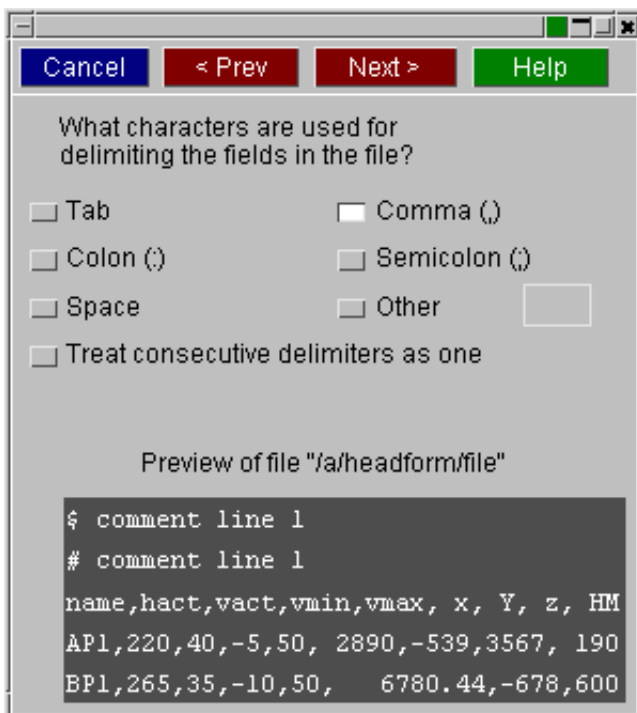 Cancel < Prev Next > Help
What characters are used for
delimiting the fields in the file?
Tab Comma (,)
Colon (:) Semicolon (;)
Space Other
Treat consecutive delimiters as one
Preview of file "/a/headform/file"
$ comment line l
# comment line l
name,hact,vact,vmin,vmax, x, Y, z, HM
AP1,220,40,-5,50, 2890,-539,3567, 190
BP1,265,35,-10,50,   6780.44,-678,600